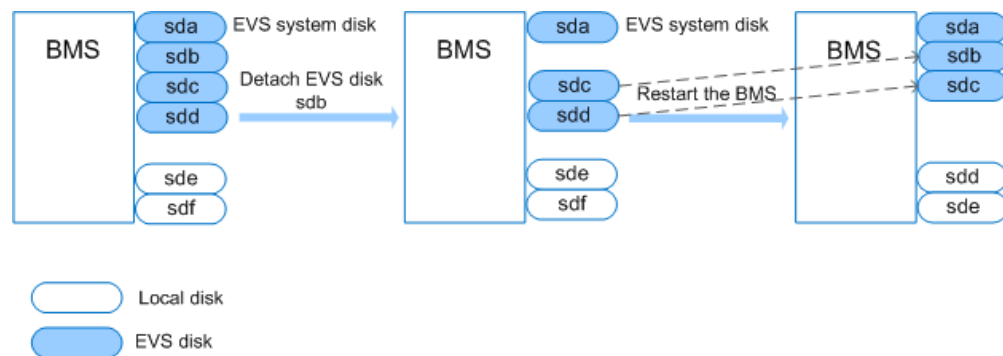 BMS
sda
EVS system disk
sdb
sdc
sdd
sde
sdf
Detach EVS disk
sdb
BMS
sda
EVS system disk
sdc
sdd
sde
sdf
Restart the BMS
BMS
sda
sdb
sdc
sdd
sde
Local disk
EVS disk